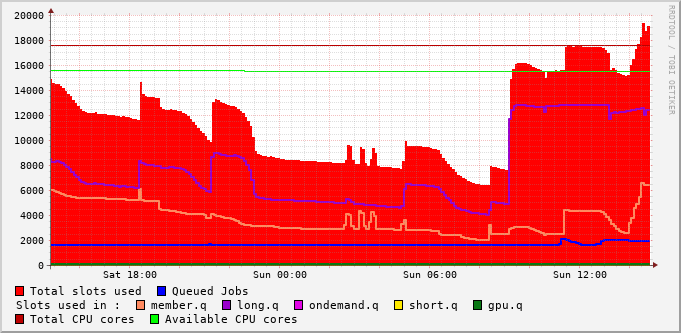 20000
18000
16000
14000
12000
10000
8000
6000
4000
2000
0
Sat 18:00 Sun 00:00 Sun 06:00 Sun 12:00
Total slots used Queued Jobs
Slots used in : member.q long.q ondemand.q short.q gpu.q
Total CPU cores Available CPU cores
RRDTOOL / TOBI OETIKER